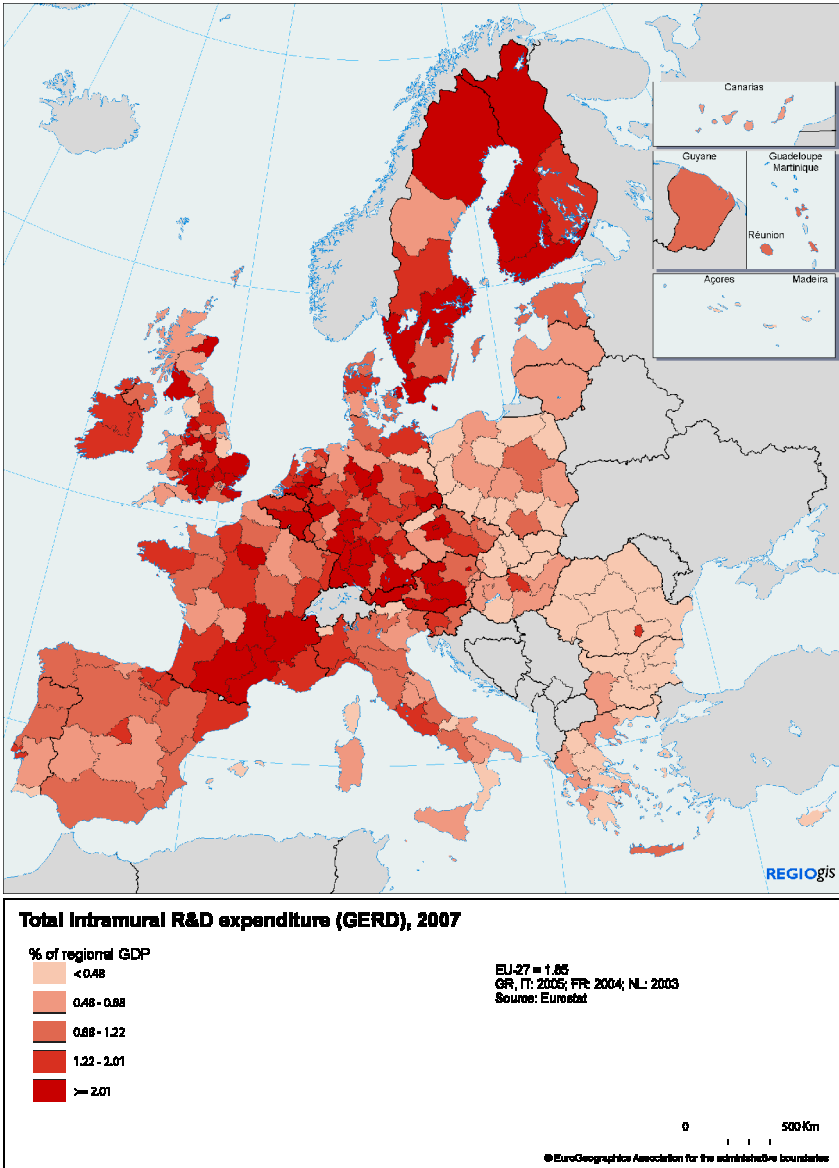 Canarias
Guyane
Guadeloupe
Martinique
Réunion
Açores
Madeira
REGIOgis
Total intramural R&D expenditure (GERD), 2007
% of regional GDP
< 0.48
0.48 - 0.88
0.88 - 1.22
1.22 - 2.01
>= 2.01
EU-27 = 1.85
GR, IT: 2005; FR: 2004; NL: 2003
Source: Eurostat
0
500 Km
© EuroGeographics Association for the administrative boundaries